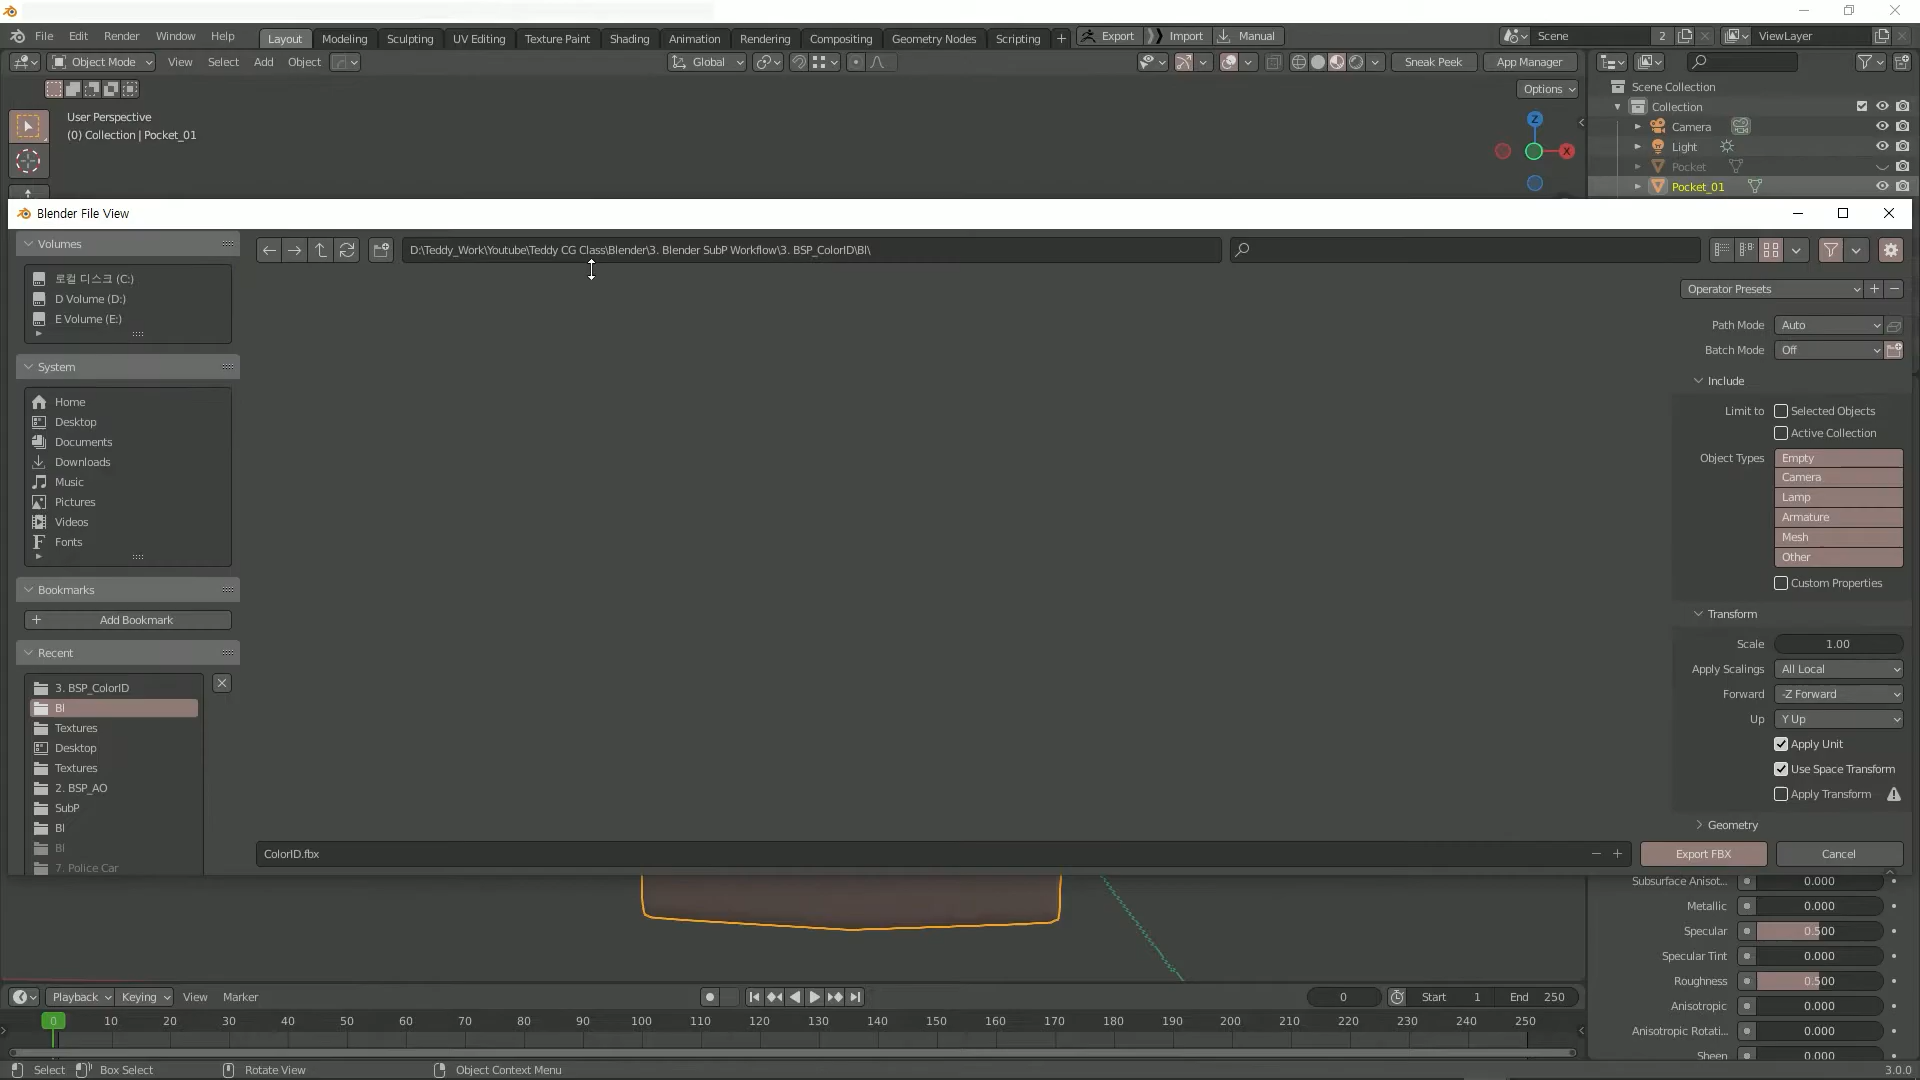 File Edit Render Window Help Layout Modeling Sculpting UV Editing Texture Paint Shading Animation Rendering Compositing Geometry Nodes Scripting + Export Import Manual Scene 2 ViewLayer
Object Mode View Select Add Object Global Sneak Peek App Manager
Options
User Perspective
(0) Collection | Pocket_01
Z
X
Scene Collection
Collection
Camera
Light
Pocket
Pocket_01
Blender File View
Volumes
로컬 디스크 (C:)
D Volume (D:)
E Volume (E:)
System
Home
Desktop
Documents
Downloads
Music
Pictures
Videos
Fonts
Bookmarks
Add Bookmark
Recent
3. BSP_ColorID
Bl
Textures
Desktop
Textures
2. BSP_AO
SubP
Bl
Bl
7. Police Car
D:\Teddy_Work\Youtube\Teddy CG Class\Blender\3. Blender SubP Workflow\3. BSP_ColorID\Bl\
ColorID.fbx
Operator Presets
Path Mode Auto
Batch Mode Off
Include
Limit to Selected Objects
Active Collection
Object Types Empty
Camera
Lamp
Armature
Mesh
Other
Custom Properties
Transform
Scale 1.00
Apply Scalings All Local
Forward -Z Forward
Up Y Up
Apply Unit
Use Space Transform
Apply Transform
Geometry
Export FBX Cancel
Subsurface Anisot... 0.000
Metallic 0.000
Specular 0.500
Specular Tint 0.000
Roughness 0.500
Anisotropic 0.000
Anisotropic Rotati... 0.000
Sheen 0.000
Playback Keying View Marker 0 Start 1 End 250
0 10 20 30 40 50 60 70 80 90 100 110 120 130 140 150 160 170 180 190 200 210 220 230 240 250
Select Box Select Rotate View Object Context Menu 3.0.0